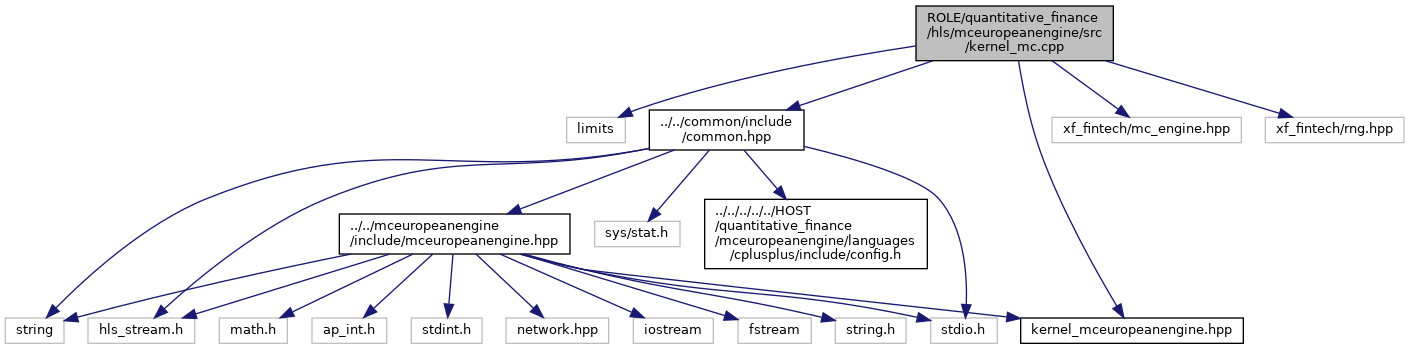 ROLE/quantitative_finance
/hls/mceuropeanengine/src
/kernel_mc.cpp
limits
../../common/include
/common.hpp
xf_fintech/mc_engine.hpp
xf_fintech/rng.hpp
../../mceuropeanengine
/include/mceuropeanengine.hpp
sys/stat.h
../../../../../HOST
/quantitative_finance
/mceuropeanengine/languages
/cplusplus/include/config.h
string
hls_stream.h
math.h
ap_int.h
stdint.h
network.hpp
iostream
fstream
string.h
stdio.h
kernel_mceuropeanengine.hpp